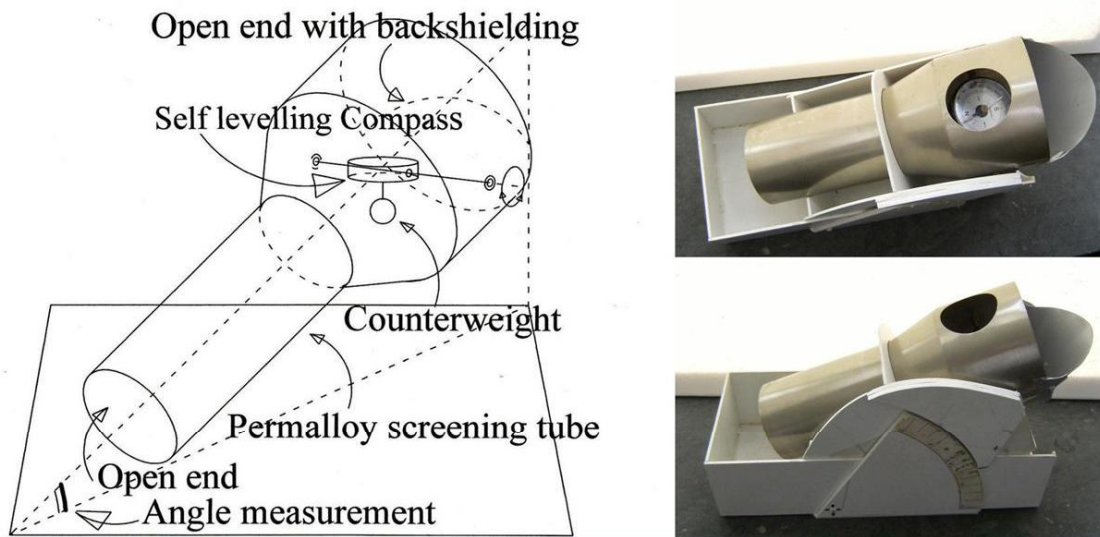 Open end with backshielding
Self levelling Compass
Counterweight
Permalloy screening tube
Open end
Angle measurement